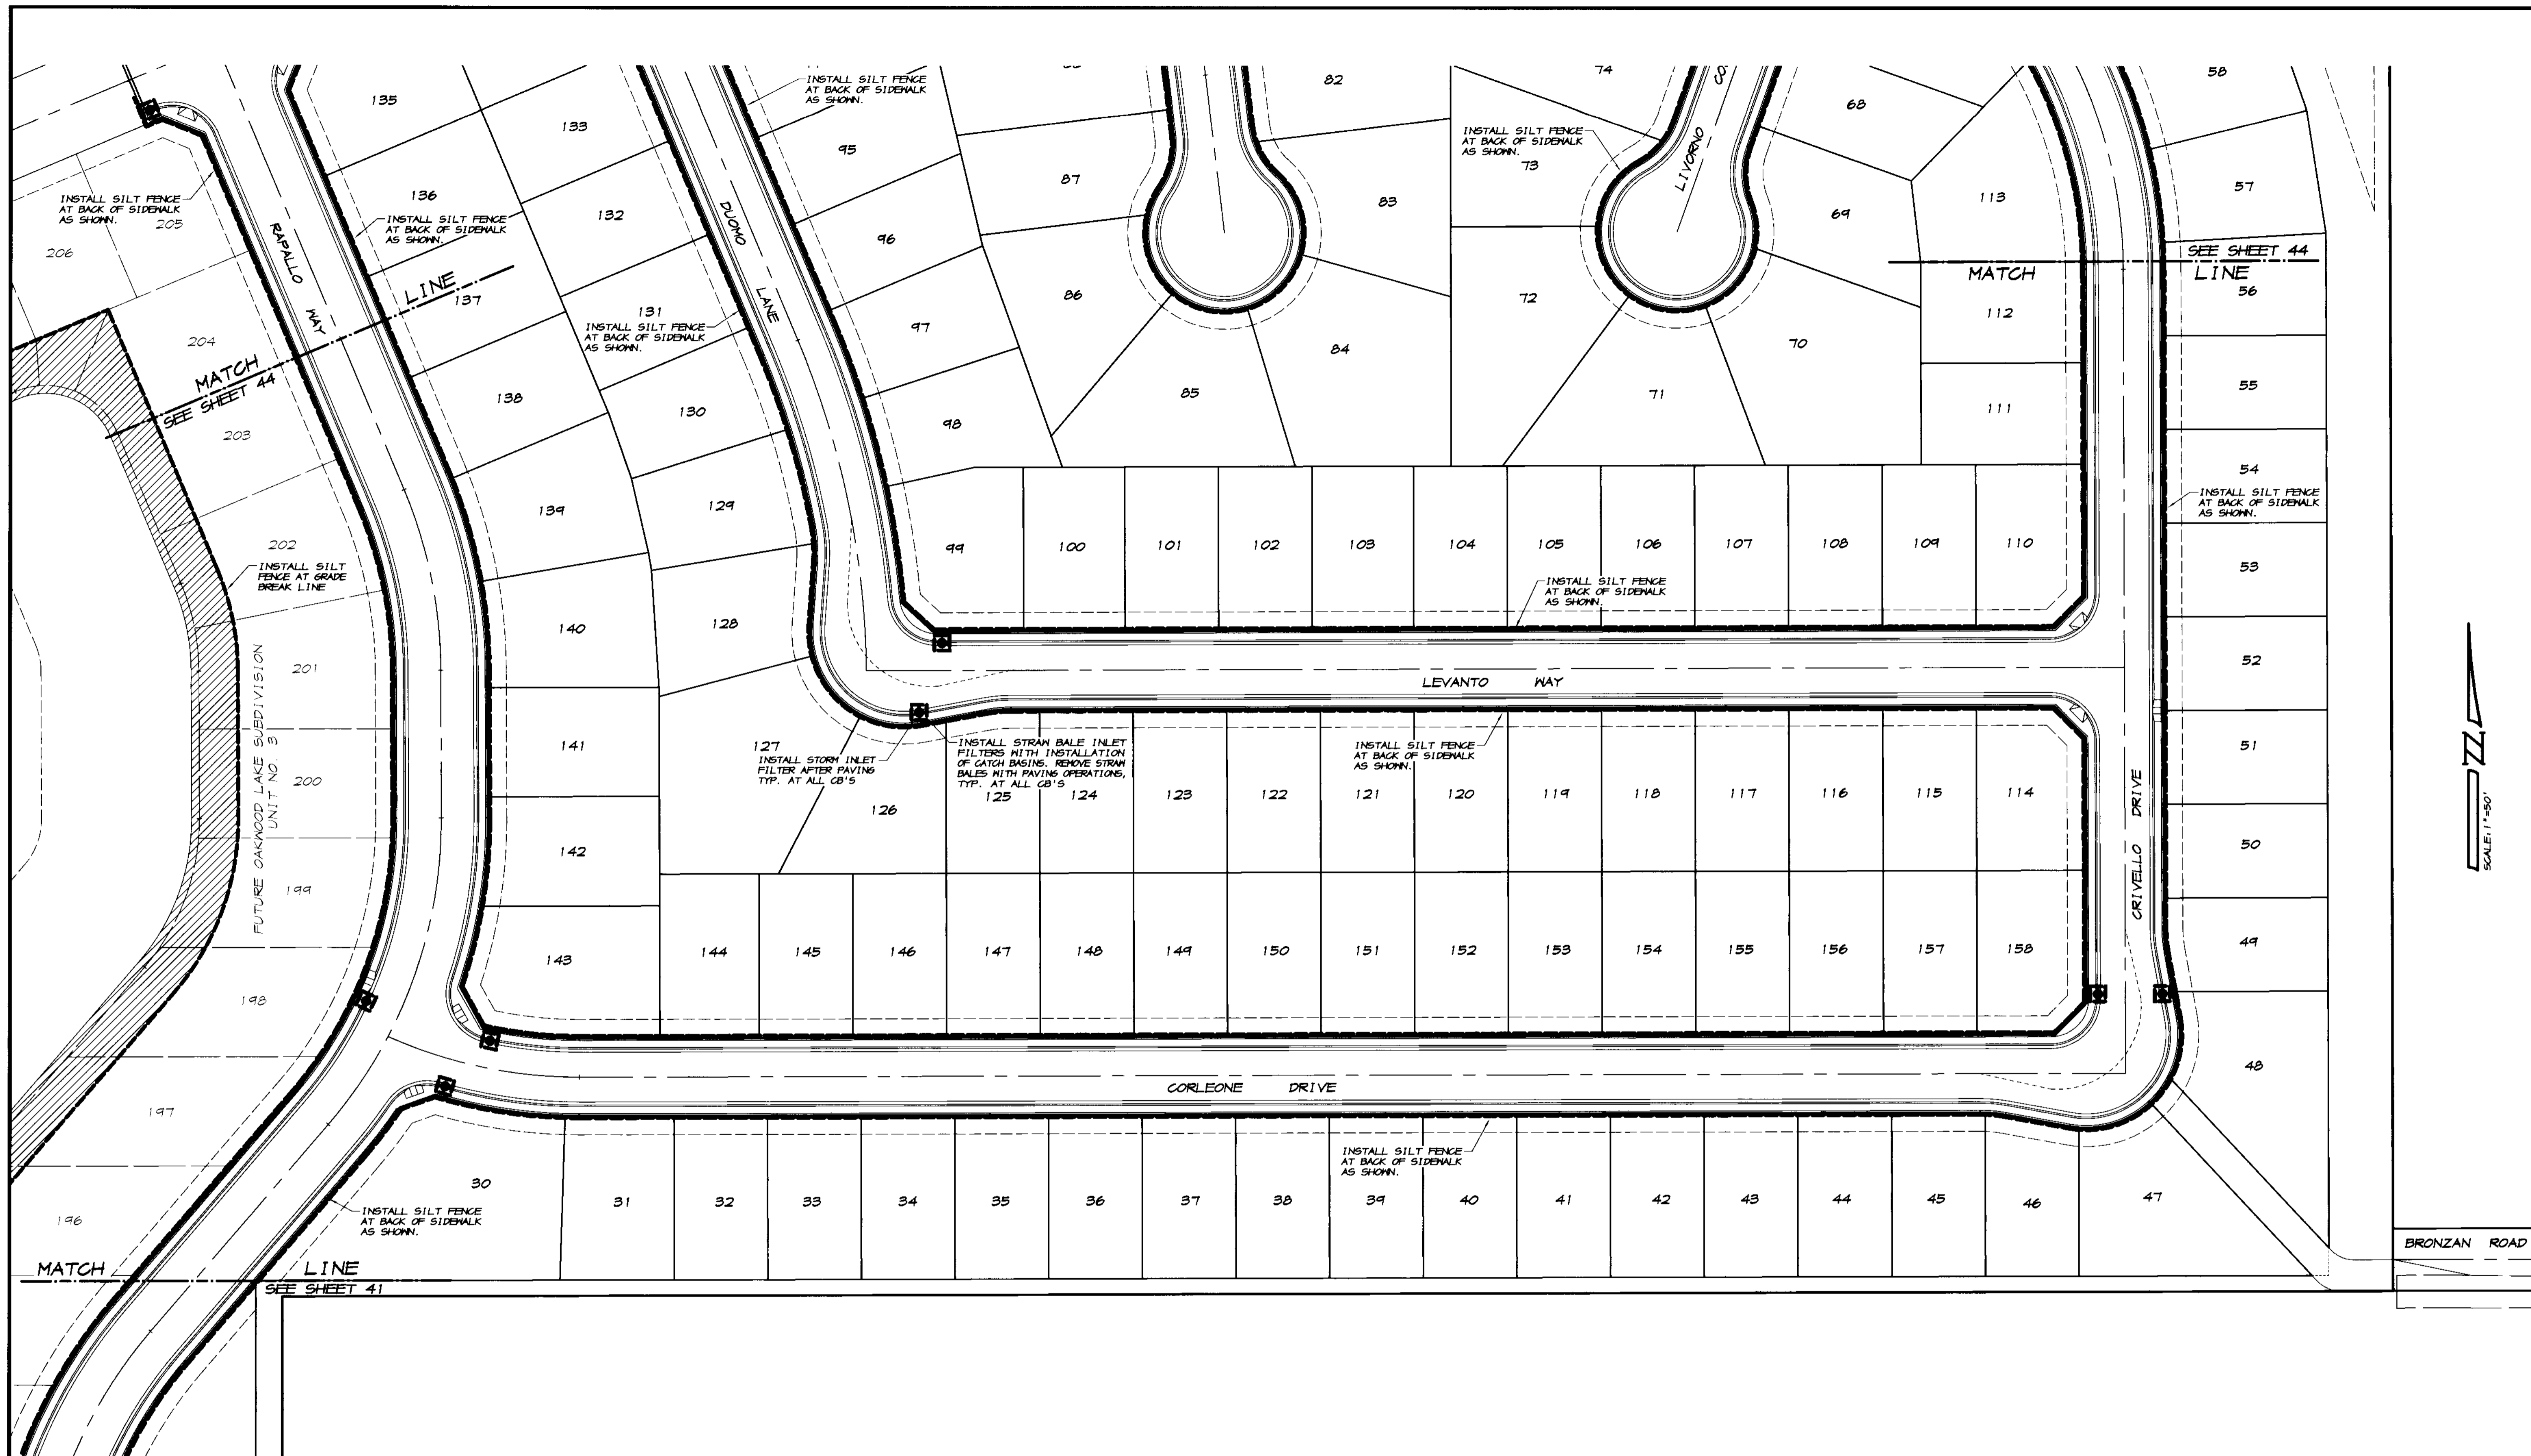 58
82
74
135
INSTALL SILT FENCE
AT BACK OF SIDEWALK
AS SHOWN.
68
133
95
INSTALL SILT FENCE
AT BACK OF SIDEWALK
AS SHOWN.
73
LIVORNO
87
57
136
113
83
INSTALL SILT FENCE
AT BACK OF SIDEWALK
AS SHOWN.
205
206
INSTALL SILT FENCE
AT BACK OF SIDEWALK
AS SHOWN.
132
69
DUOMO
LANE
96
RAPALLO WAY
SEE SHEET 44
MATCH LINE
56
MATCH LINE
SEE SHEET 44
137
86
72
112
131
INSTALL SILT FENCE
AT BACK OF SIDEWALK
AS SHOWN.
97
204
84
70
138
85
71
55
130
98
111
203
54
INSTALL SILT FENCE
AT BACK OF SIDEWALK
AS SHOWN.
139
129
202
INSTALL SILT
FENCE AT GRADE
BREAK LINE
99
100
101
102
103
104
105
106
107
108
109
110
53
INSTALL SILT FENCE
AT BACK OF SIDEWALK
AS SHOWN.
140
128
FUTURE OAKWOOD LAKE SUBDIVISION
UNIT NO. 3
201
52
LEVANTO WAY
141
127
INSTALL STORM INLET
FILTER AFTER PAVING
TYP. AT ALL CB'S
INSTALL STRAW BALE INLET
FILTERS WITH INSTALLATION
OF CATCH BASINS. REMOVE STRAW
BALES WITH PAVING OPERATIONS,
TYP. AT ALL CB'S
INSTALL SILT FENCE
AT BACK OF SIDEWALK
AS SHOWN.
51
200
126
125
124
123
122
121
120
119
118
117
116
115
114
CRIVELLO DRIVE
N
SCALE: 1"=50'
142
50
199
143
144
145
146
147
148
149
150
151
152
153
154
155
156
157
158
49
198
CORLEONE DRIVE
48
197
INSTALL SILT FENCE
AT BACK OF SIDEWALK
AS SHOWN.
30
31
32
33
34
35
36
37
38
39
40
41
42
43
44
45
46
47
196
INSTALL SILT FENCE
AT BACK OF SIDEWALK
AS SHOWN.
BRONZAN ROAD
MATCH LINE
SEE SHEET 41